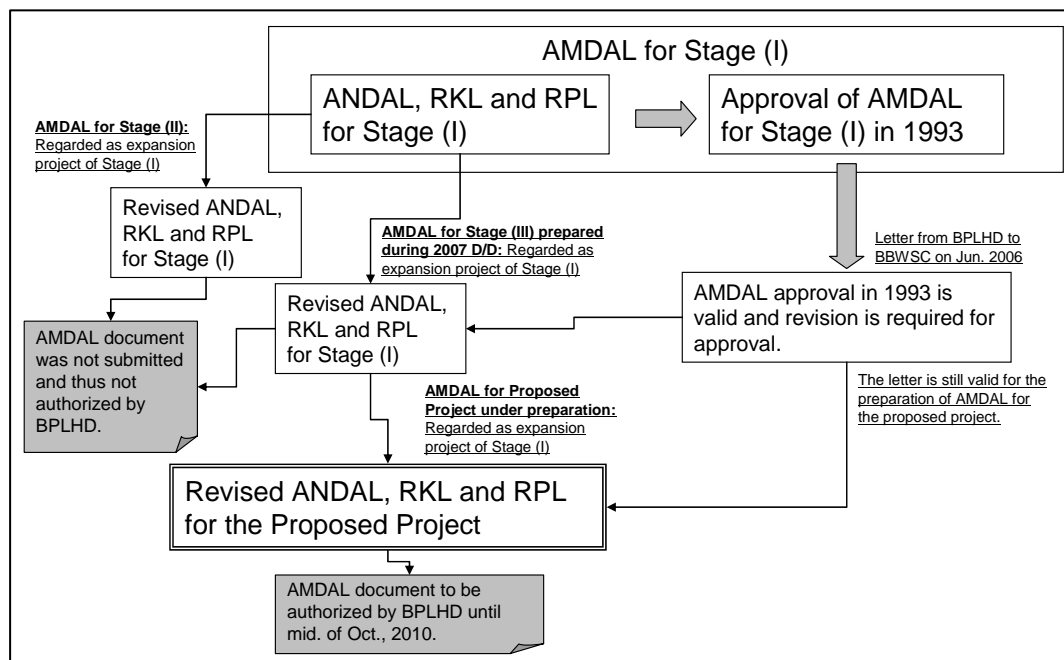 AMDAL for Stage (I)
ANDAL, RKL and RPL
for Stage (I)
Approval of AMDAL
for Stage (I) in 1993
AMDAL for Stage (II):
Regarded as expansion
project of Stage (I)
Revised ANDAL,
RKL and RPL
for Stage (I)
AMDAL for Stage (III) prepared
during 2007 D/D: Regarded as
expansion project of Stage (I)
Letter from BPLHD to
BBWSC on Jun. 2006
Revised ANDAL,
RKL and RPL
for Stage (I)
AMDAL approval in 1993 is
valid and revision is required for
approval.
AMDAL document
was not submitted
and thus not
authorized by
BPLHD.
The letter is still valid for the
preparation of AMDAL for
the proposed project.
AMDAL for Proposed
Project under preparation:
Regarded as expansion
project of Stage (I)
Revised ANDAL, RKL and RPL
for the Proposed Project
AMDAL document to be
authorized by BPLHD until
mid. of Oct., 2010.